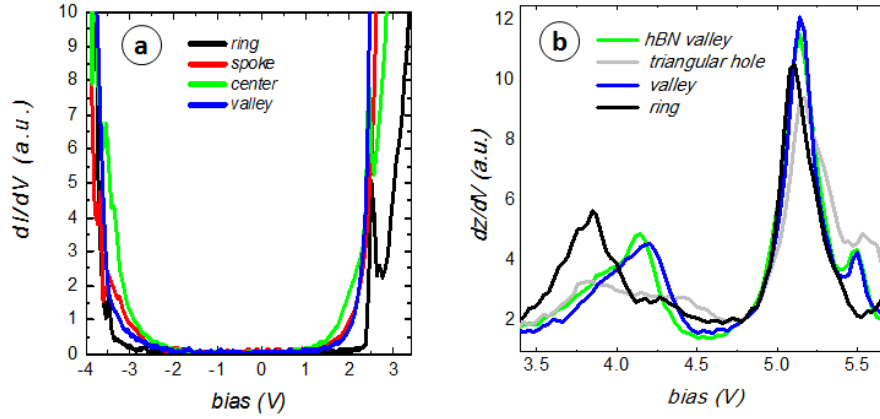 a
ring
spoke
center
valley
10
9
8
7
6
5
4
3
2
1
0
dI/dV (a.u.)
-4 -3 -2 -1 0 1 2 3
bias (V)
b
hBN valley
triangular hole
valley
ring
12
10
8
6
4
2
dz/dV (a.u.)
3.5 4.0 4.5 5.0 5.5
bias (V)